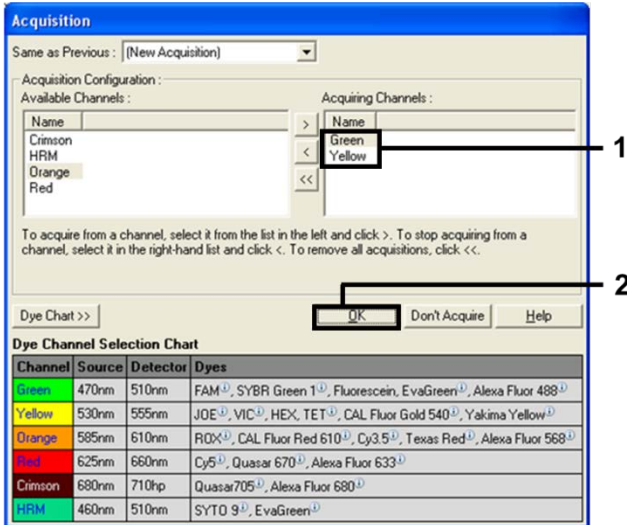 Acquisition
Same as Previous : (New Acquisition)
Acquisition Configuration :
Available Channels :
Acquiring Channels :
Name
Crimson
HRM
Orange
Red
>
<
<<
Name
Green
Yellow
1
To acquire from a channel, select it from the list in the left and click >. To stop acquiring from a
channel, select it in the right-hand list and click <. To remove all acquisitions, click <<.
2
Dye Chart >> OK Don't Acquire Help
Dye Channel Selection Chart
Channel Source Detector Dyes
Green 470nm 510nm FAM, SYBR Green 1, Fluorescein, EvaGreen, Alexa Fluor 488
Yellow 530nm 555nm JOE, VIC, HEX, TET, CAL Fluor Gold 540, Yakima Yellow
Orange 585nm 610nm ROX, CAL Fluor Red 610, Cy3.5, Texas Red, Alexa Fluor 568
Red 625nm 660nm Cy5, Quasar 670, Alexa Fluor 633
Crimson 680nm 710hp Quasar705, Alexa Fluor 680
HRM 460nm 510nm SYTO 9, EvaGreen